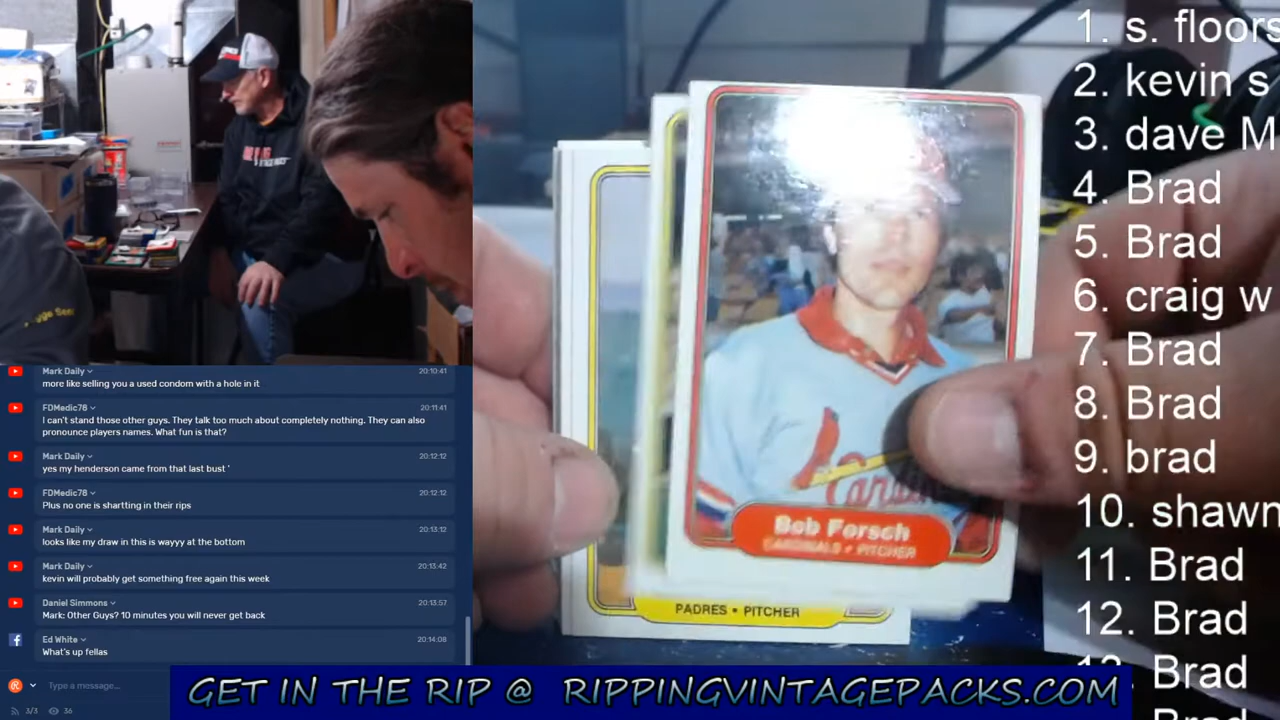 Mark Daily
20:10:41
more like selling you a used condom with a hole in it
FDMedic78
20:11:41
I can't stand those other guys. They talk too much about completely nothing. They can also
pronounce players names. What fun is that?
Mark Daily
20:12:12
yes my henderson came from that last bust '
FDMedic78
20:12:12
Plus no one is shartting in their rips
Mark Daily
20:13:12
looks like my draw in this is wayyy at the bottom
Mark Daily
20:13:42
kevin will probably get something free again this week
Daniel Simmons
20:13:57
Mark: Other Guys? 10 minutes you will never get back
Ed White
20:14:08
What's up fellas
Type a message...
3/3 36
Cardinals
Bob Forsch
CARDINALS • PITCHER
PADRES • PITCHER
1. s. floors
2. kevin s
3. dave M
4. Brad
5. Brad
6. craig w
7. Brad
8. Brad
9. brad
10. shawn
11. Brad
12. Brad
13. Brad
GET IN THE RIP @ RIPPINGVINTAGEPACKS.COM